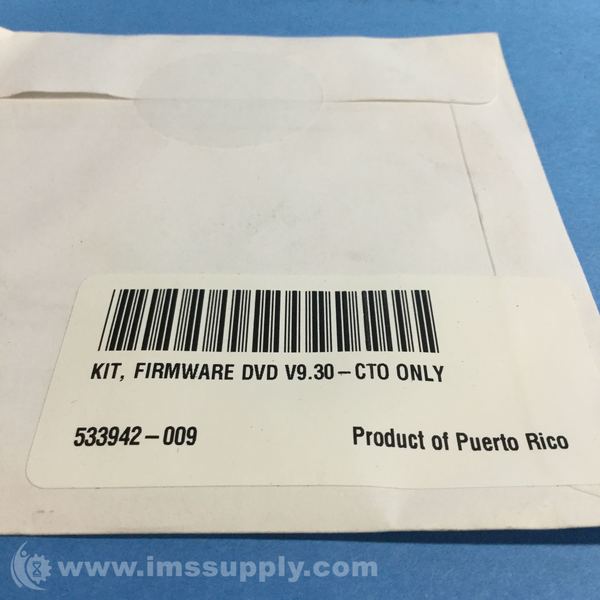 KIT, FIRMWARE DVD V9.30-CTO ONLY
533942-009 Product of Puerto Rico
www.imssupply.com